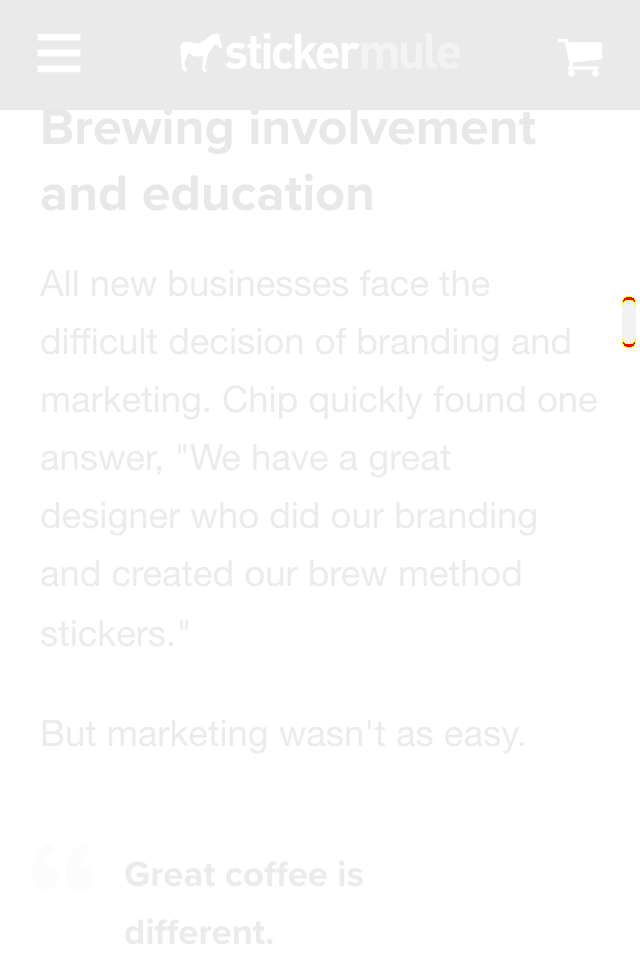 stickermule
Brewing involvement
and education
All new businesses face the
difficult decision of branding and
marketing. Chip quickly found one
answer, "We have a great
designer who did our branding
and created our brew method
stickers."
But marketing wasn't as easy.
“ Great coffee is
different.